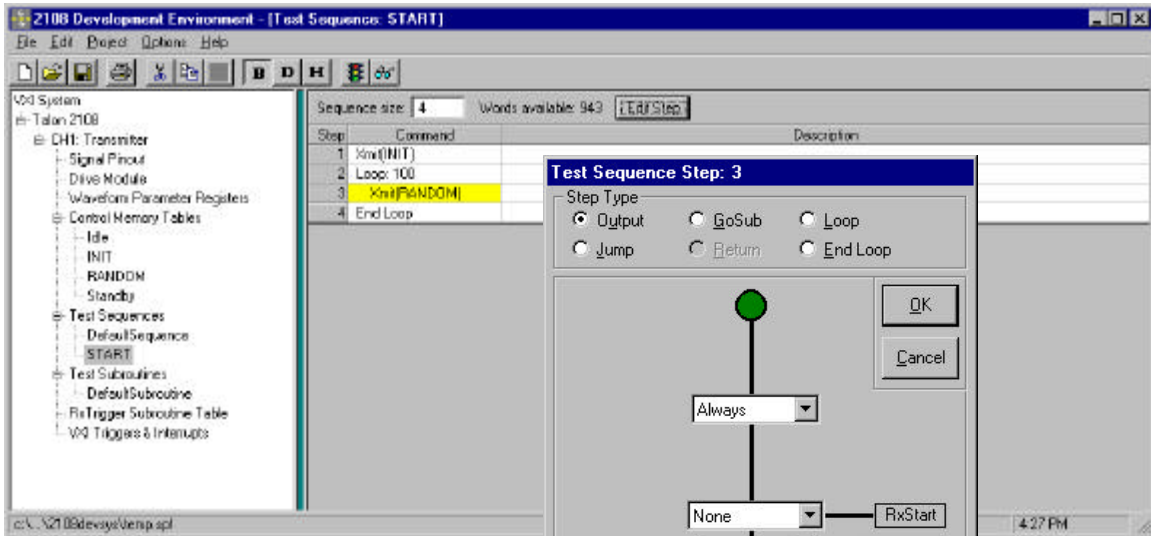 2108 Development Environment - [Test Sequence: START]
File Edit Project Options Help
B D H
VXI System
Talon 2108
CH1: Transmitter
Signal Pinout
Drive Module
Waveform Parameter Registers
Control Memory Tables
Idle
INIT
RANDOM
Standby
Test Sequences
DefaultSequence
START
Test Subroutines
DefaultSubroutine
RxTrigger Subroutine Table
VXI Triggers & Interrupts
Sequence size: 4 Words available: 943 Edit Step
Step Command Description
1 Xmit(INIT)
2 Loop: 100
3 Xmit(RANDOM)
4 End Loop
Test Sequence Step: 3
Step Type
Output GoSub Loop
Jump Return End Loop
OK
Cancel
Always
None RxStart
c:\...\2108devsys\temp.spl
4:27 PM